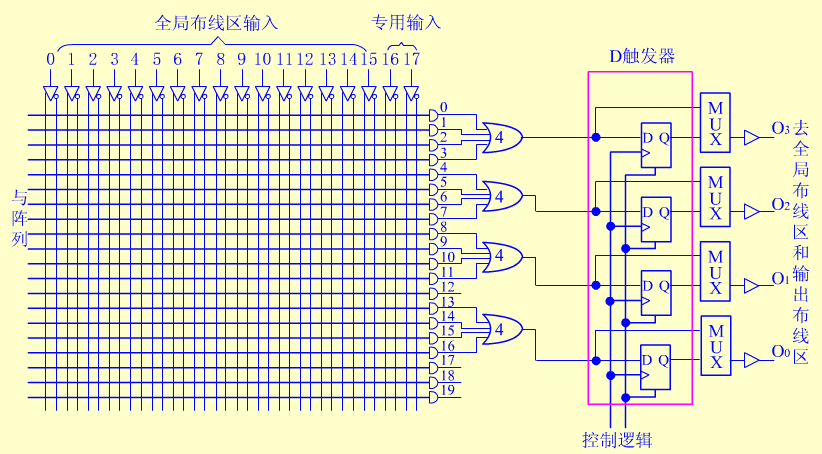 全局布线区输入
专用输入
0 1 2 3 4 5 6 7 8 9 10 11 12 13 14 15 16 17
D触发器
与阵列
0
1
2
3
4
5
6
7
8
9
10
11
12
13
14
15
16
17
18
19
4
4
4
4
D Q
D Q
D Q
D Q
MUX
MUX
MUX
MUX
O3
O2
O1
O0
去全局布线区和输出布线区
控制逻辑